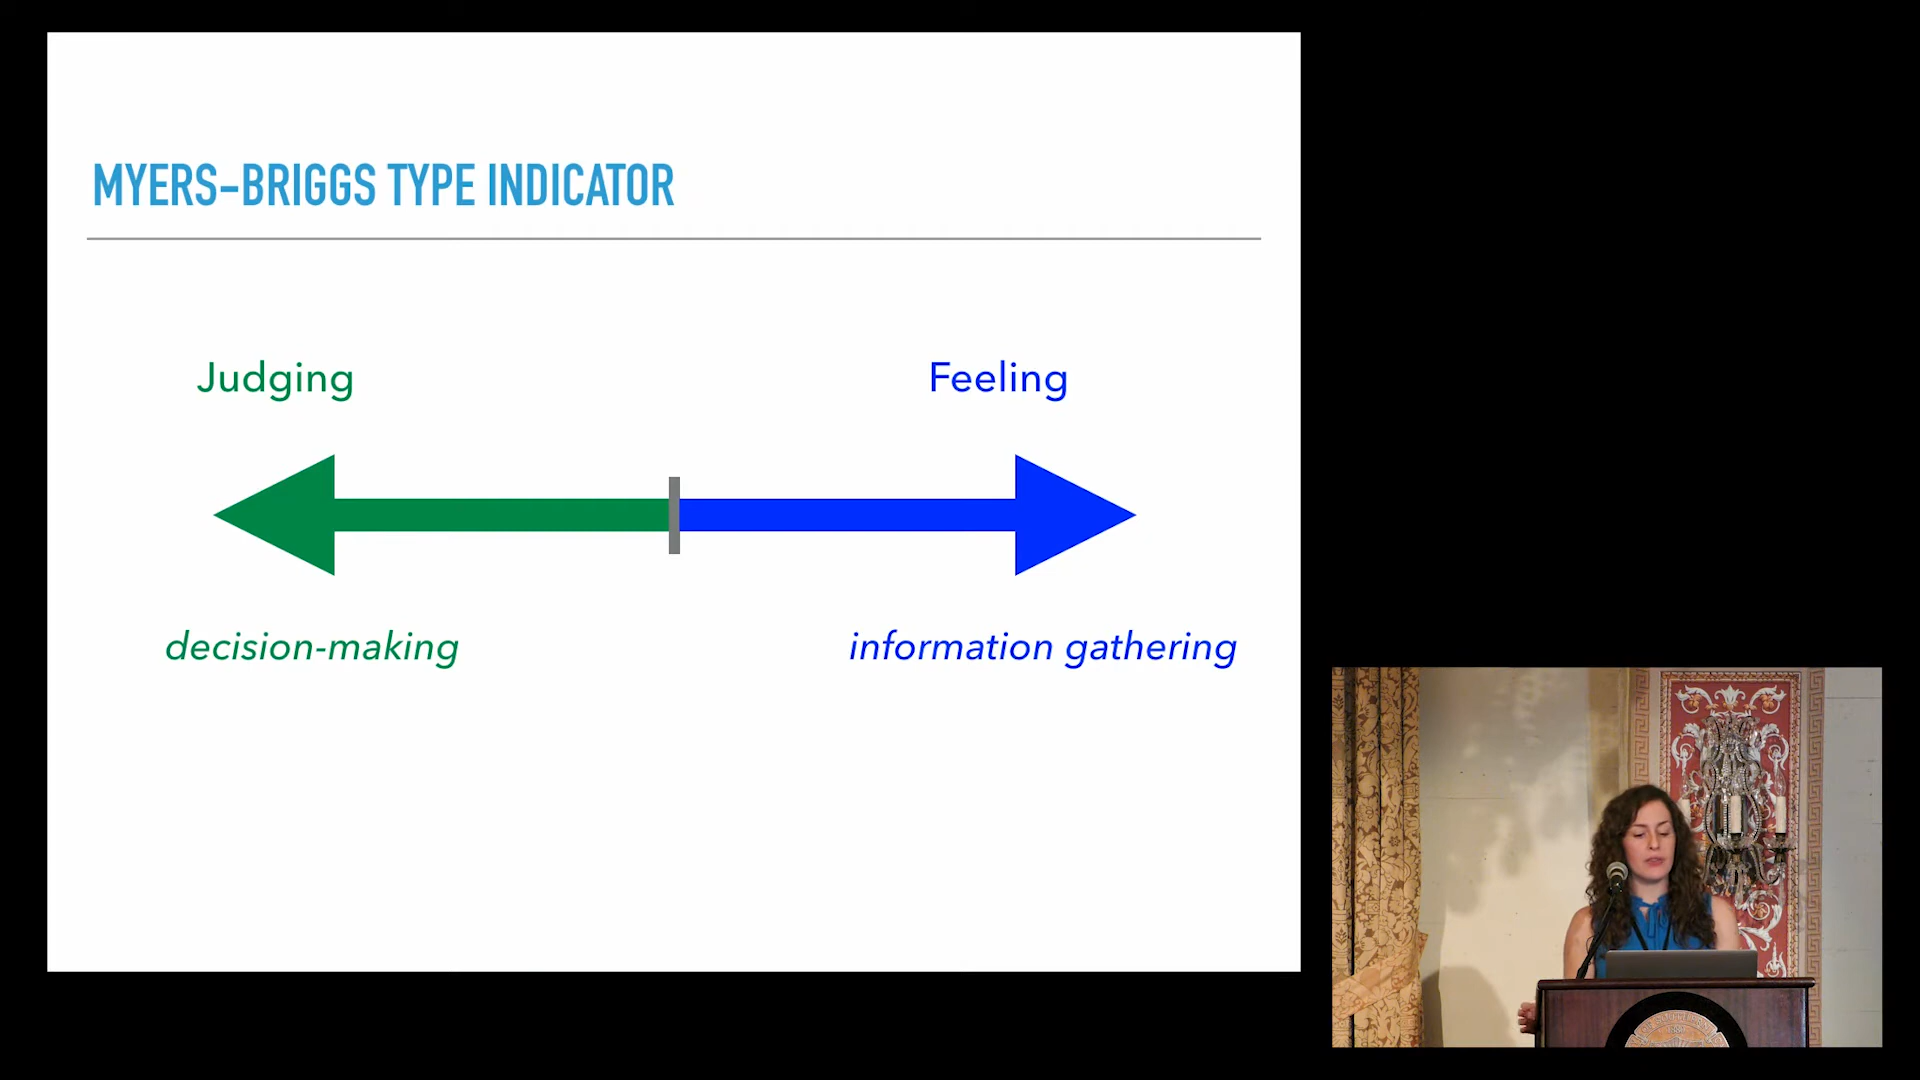 MYERS-BRIGGS TYPE INDICATOR
Judging
Feeling
decision-making
information gathering